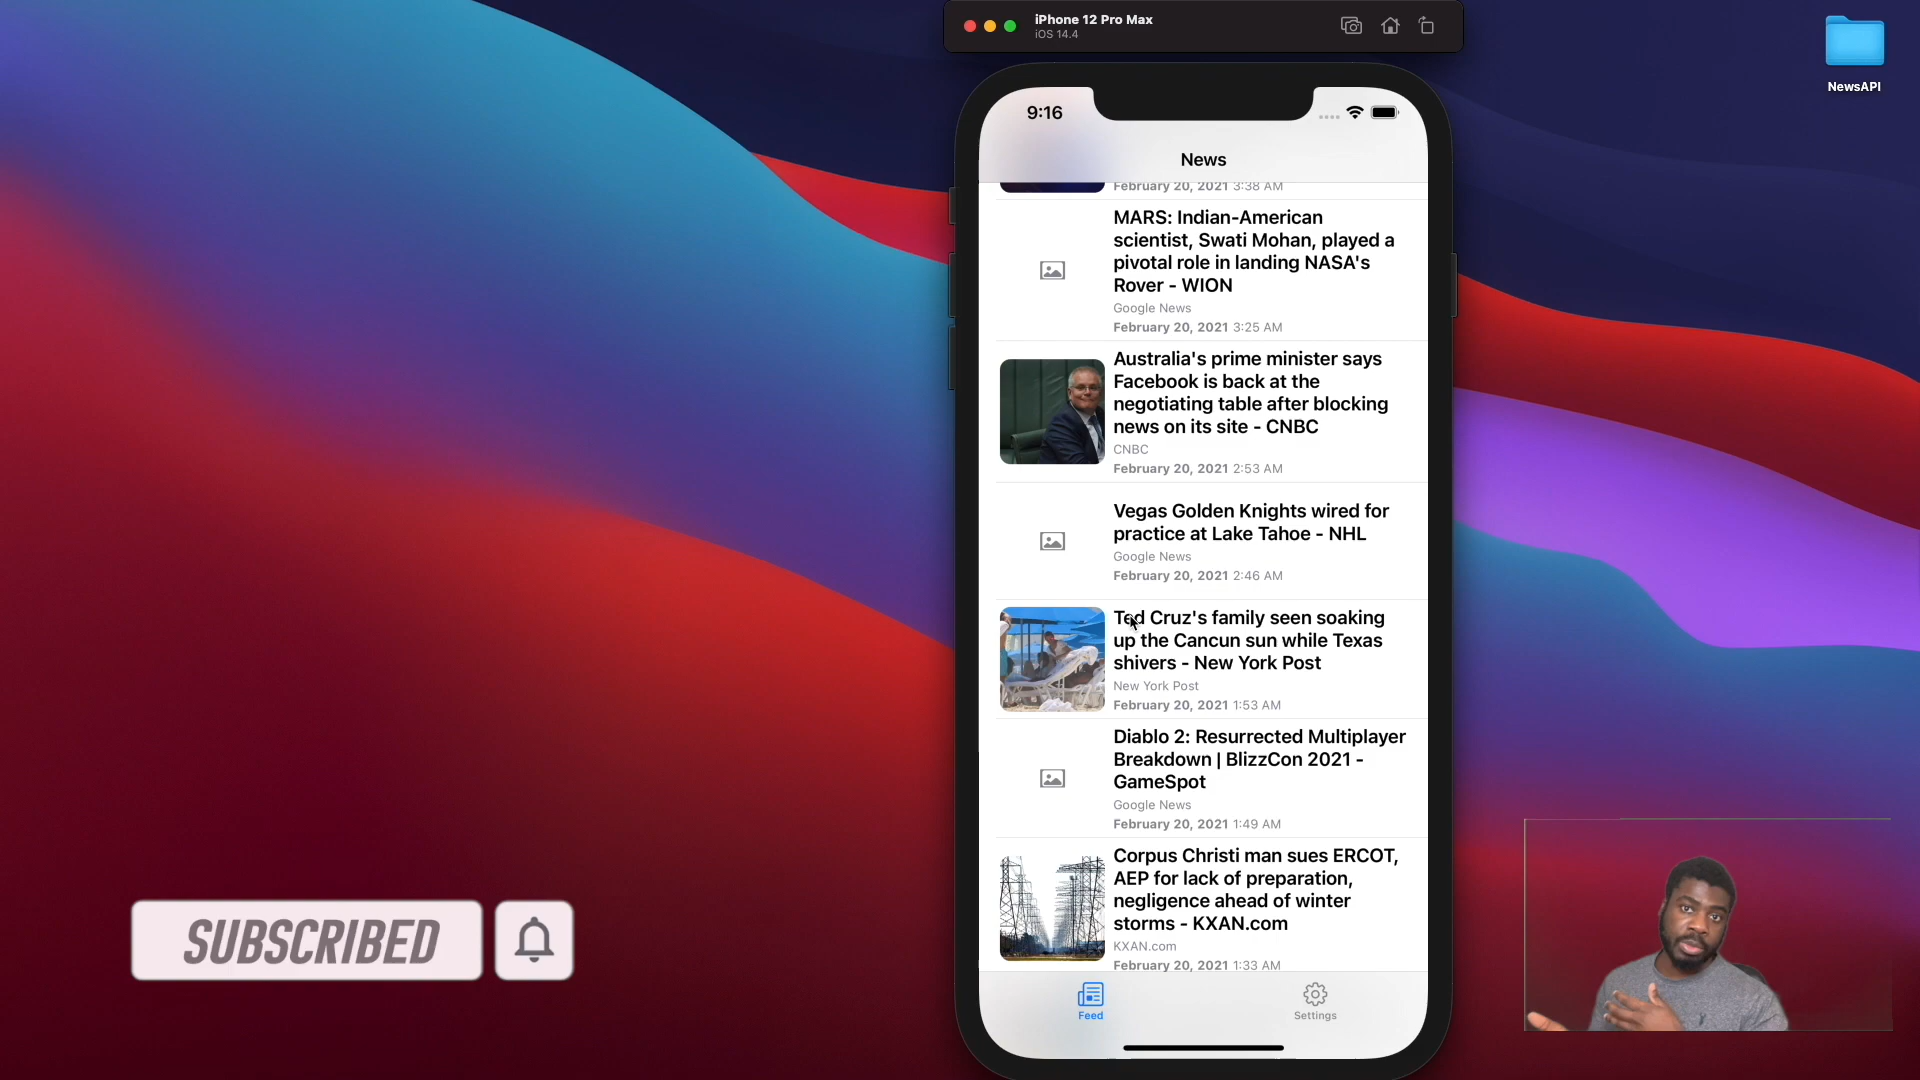 iPhone 12 Pro Max
iOS 14.4
NewsAPI
9:16
News
February 20, 2021 3:38 AM
MARS: Indian-American
scientist, Swati Mohan, played a
pivotal role in landing NASA's
Rover - WION
Google News
February 20, 2021 3:25 AM
Australia's prime minister says
Facebook is back at the
negotiating table after blocking
news on its site - CNBC
CNBC
February 20, 2021 2:53 AM
Vegas Golden Knights wired for
practice at Lake Tahoe - NHL
Google News
February 20, 2021 2:46 AM
Ted Cruz's family seen soaking
up the Cancun sun while Texas
shivers - New York Post
New York Post
February 20, 2021 1:53 AM
Diablo 2: Resurrected Multiplayer
Breakdown | BlizzCon 2021 -
GameSpot
Google News
February 20, 2021 1:49 AM
Corpus Christi man sues ERCOT,
AEP for lack of preparation,
negligence ahead of winter
storms - KXAN.com
KXAN.com
February 20, 2021 1:33 AM
Feed
Settings
SUBSCRIBED